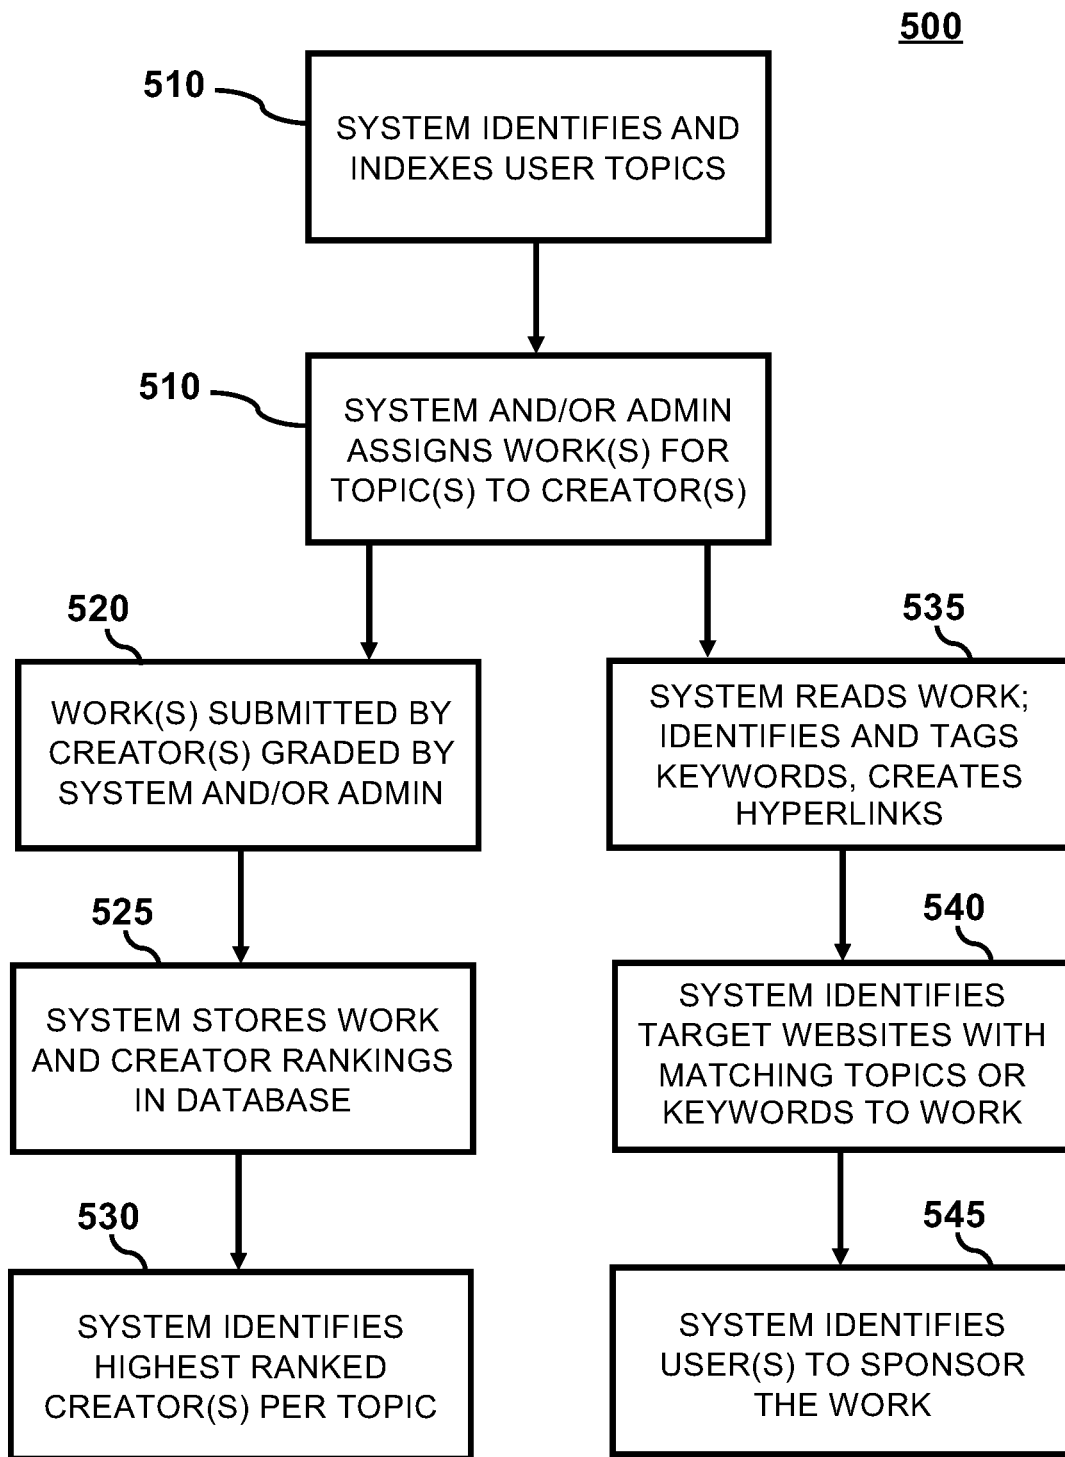 500
510
SYSTEM IDENTIFIES AND
INDEXES USER TOPICS
510
SYSTEM AND/OR ADMIN
ASSIGNS WORK(S) FOR
TOPIC(S) TO CREATOR(S)
520
WORK(S) SUBMITTED BY
CREATOR(S) GRADED BY
SYSTEM AND/OR ADMIN
525
SYSTEM STORES WORK
AND CREATOR RANKINGS
IN DATABASE
530
SYSTEM IDENTIFIES
HIGHEST RANKED
CREATOR(S) PER TOPIC
535
SYSTEM READS WORK;
IDENTIFIES AND TAGS
KEYWORDS, CREATES
HYPERLINKS
540
SYSTEM IDENTIFIES
TARGET WEBSITES WITH
MATCHING TOPICS OR
KEYWORDS TO WORK
545
SYSTEM IDENTIFIES
USER(S) TO SPONSOR
THE WORK